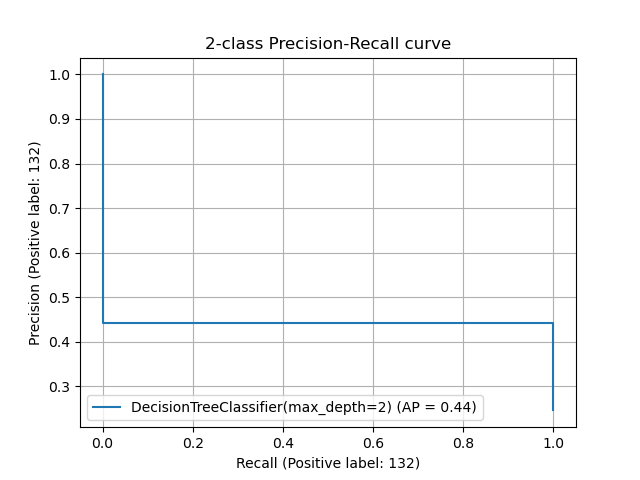 2-class Precision-Recall curve
Precision (Positive label: 132)
1.0
0.9
0.8
0.7
0.6
0.5
0.4
0.3
DecisionTreeClassifier(max_depth=2) (AP = 0.44)
0.0 0.2 0.4 0.6 0.8 1.0
Recall (Positive label: 132)